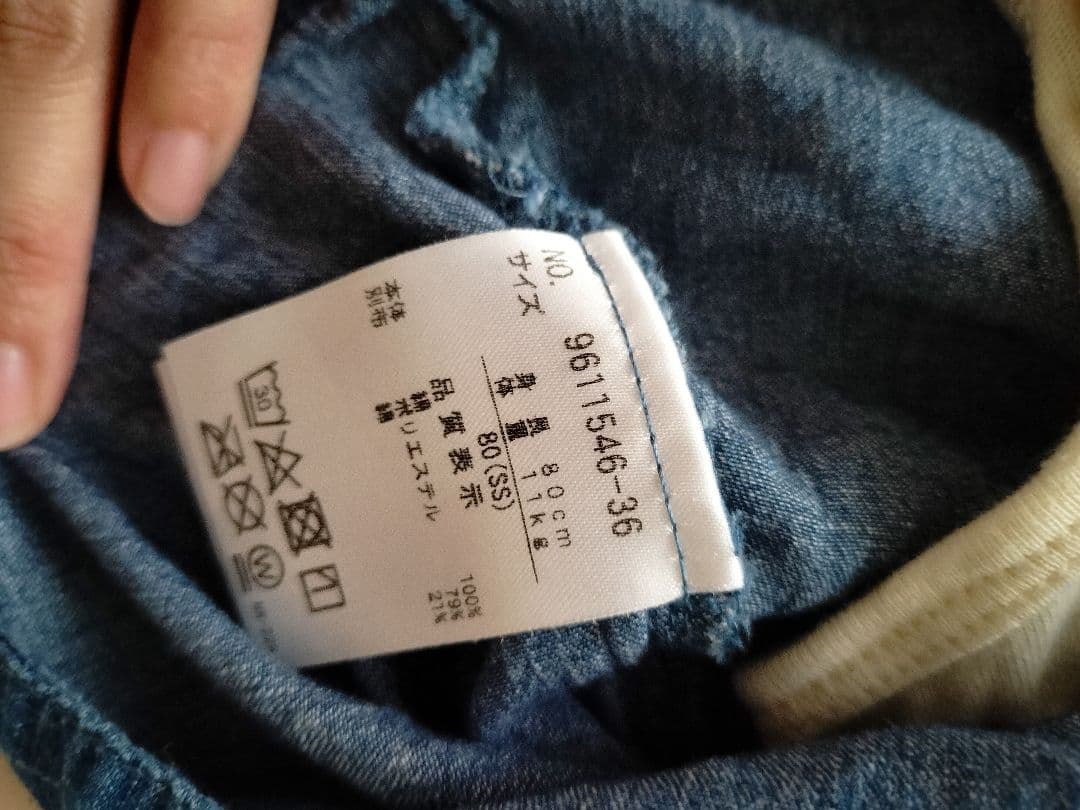 NO. 9611546-36
サイズ 80(SS)
身長 80cm
体重 11kg
品質表示
本体 綿 100%
別布 ポリエステル 79%
綿 21%
30
W